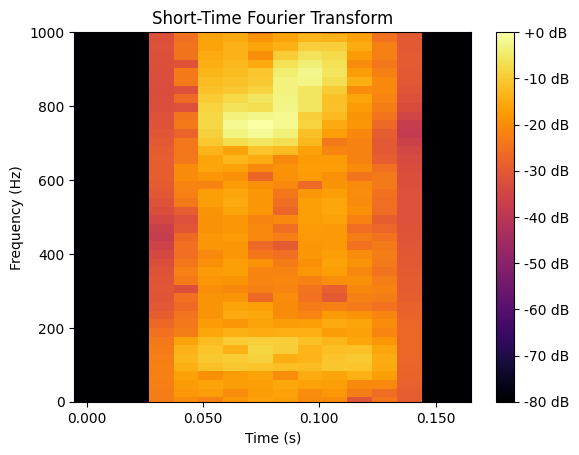 Short-Time Fourier Transform
1000
800
600
400
200
0
Frequency (Hz)
0.000
0.050
0.100
0.150
Time (s)
+0 dB
-10 dB
-20 dB
-30 dB
-40 dB
-50 dB
-60 dB
-70 dB
-80 dB